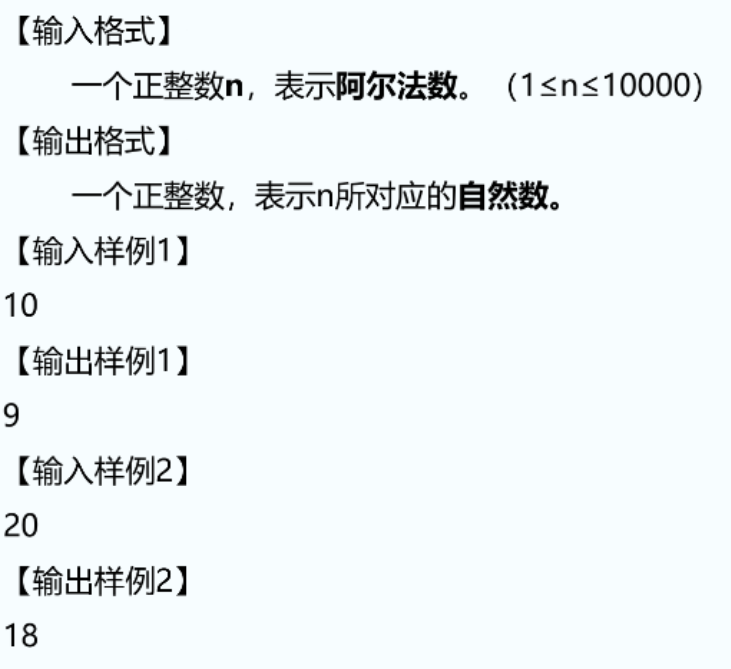 【输入格式】
一个正整数n，表示阿尔法数。（1≤n≤10000）
【输出格式】
一个正整数，表示n所对应的自然数。
【输入样例1】
10
【输出样例1】
9
【输入样例2】
20
【输出样例2】
18